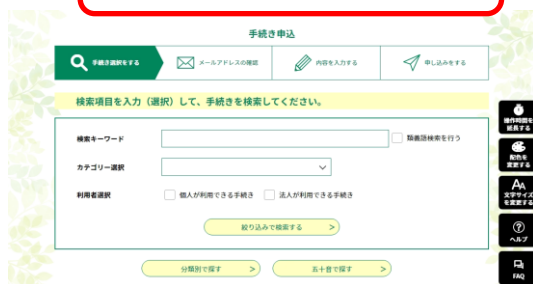 手続き申込
手続き選択をする
メールアドレスの確認
内容を入力する
申し込みをする
検索項目を入力（選択）して、手続きを検索してください。
検索キーワード
類義語検索を行う
カテゴリー選択
利用者選択
個人が利用できる手続き
法人が利用できる手続き
絞り込みで検索する >
分類別で探す >
五十音で探す >
操作時間を
延長する
配色を
変更する
AA
文字サイズ
を変更する
?
ヘルプ
FAQ